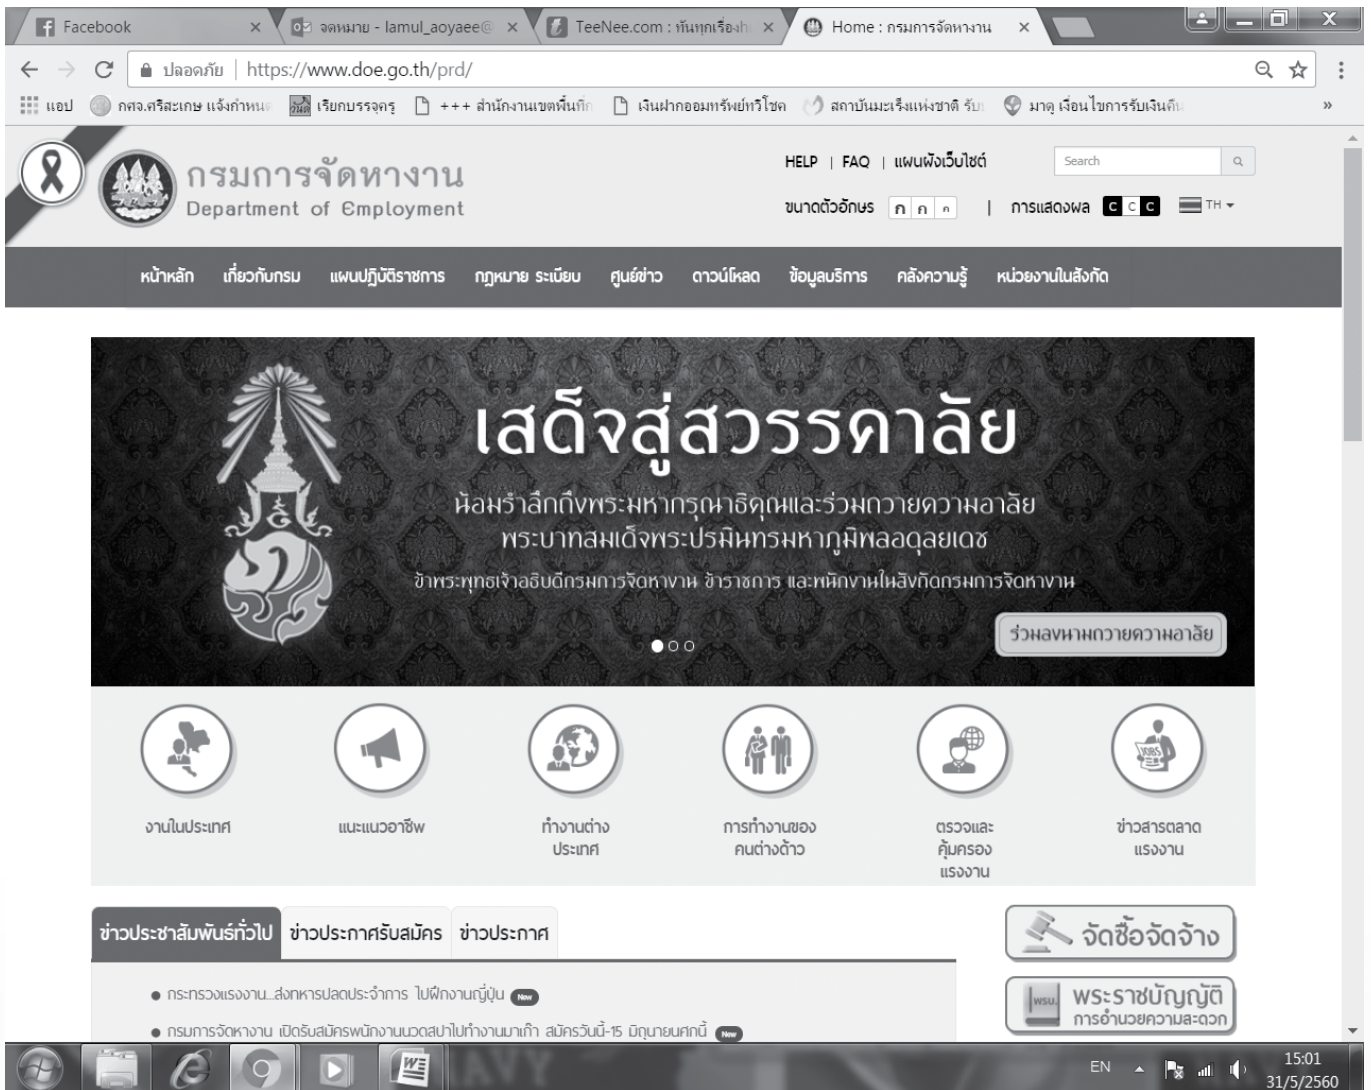 Facebook
จดหมาย - lamul_aoyaee@
TeeNee.com : ทันทุกเรื่อง
Home : กรมการจัดหางาน
ปลอดภัย | https://www.doe.go.th/prd/
แอป
กศจ.ศรีสะเกษ แจ้งกำหนด
เรียกบรรจุครู
+++ สำนักงานเขตพื้นที่ก
เงินฝากออมทรัพย์ทวีโชค
สถาบันมะเร็งแห่งชาติ รับ
มาดู เงื่อนไขการรับเงินคืน
»
กรมการจัดหางาน
Department of Employment
HELP | FAQ | แผนผังเว็บไซต์
Search
ขนาดตัวอักษร ก ก ก | การแสดงผล C C C TH
หน้าหลัก เกี่ยวกับกรม แผนปฏิบัติราชการ กฎหมาย ระเบียบ ศูนย์ข่าว ดาวน์โหลด ข้อมูลบริการ คลังความรู้ หน่วยงานในสังกัด
เสด็จสู่สวรรคาลัย
น้อมรำลึกถึงพระมหากรุณาธิคุณและร่วมถวายความอาลัย
พระบาทสมเด็จพระปรมินทรมหาภูมิพลอดุลยเดช
ข้าพระพุทธเจ้าอธิบดีกรมการจัดหางาน ข้าราชการ และพนักงานในสังกัดกรมการจัดหางาน
ร่วมลงนามถวายความอาลัย
JOBS
งานในประเทศ
แนะแนวอาชีพ
ทำงานต่าง
ประเทศ
การทำงานของ
คนต่างด้าว
ตรวจและ
คุ้มครอง
แรงงาน
ข่าวสารตลาด
แรงงาน
ข่าวประชาสัมพันธ์ทั่วไป ข่าวประกาศรับสมัคร ข่าวประกาศ
กระทรวงแรงงาน...ส่งทหารปลดประจำการ ไปฝึกงานญี่ปุ่น New
กรมการจัดหางาน เปิดรับสมัครพนักงานนวดสปาไปทำงานมาเก๊า สมัครวันนี้-15 มิถุนายนศกนี้ New
จัดซื้อจัดจ้าง
พรบ.
พระราชบัญญัติ
การอำนวยความสะดวก
EN
15:01
31/5/2560